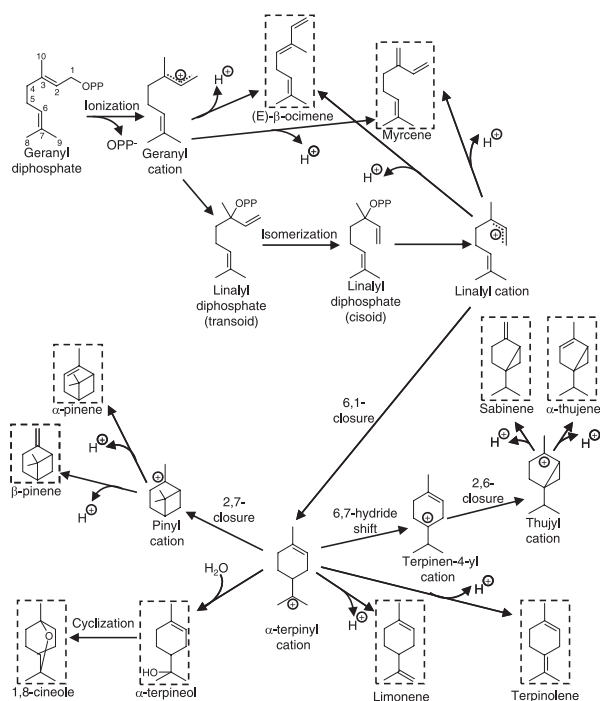 10
1
2
3
4
5
6
7
8
9
OPP
Ionization
OPP-
Geranyl
diphosphate
Geranyl
cation
H⊕
(E)-β-ocimene
Myrcene
H⊕
H⊕
H⊕
OPP
Isomerization
OPP
Linalyl
diphosphate
(transoid)
Linalyl
diphosphate
(cisoid)
Linalyl cation
6,1-
closure
Sabinene
α-thujene
H⊕
H⊕
α-pinene
H⊕
β-pinene
H⊕
Pinyl
cation
2,7-
closure
6,7-hydride
shift
Terpinen-4-yl
cation
2,6-
closure
Thujyl
cation
H₂O
α-terpinyl
cation
H⊕
H⊕
Cyclization
HO
O
1,8-cineole
α-terpineol
Limonene
Terpinolene